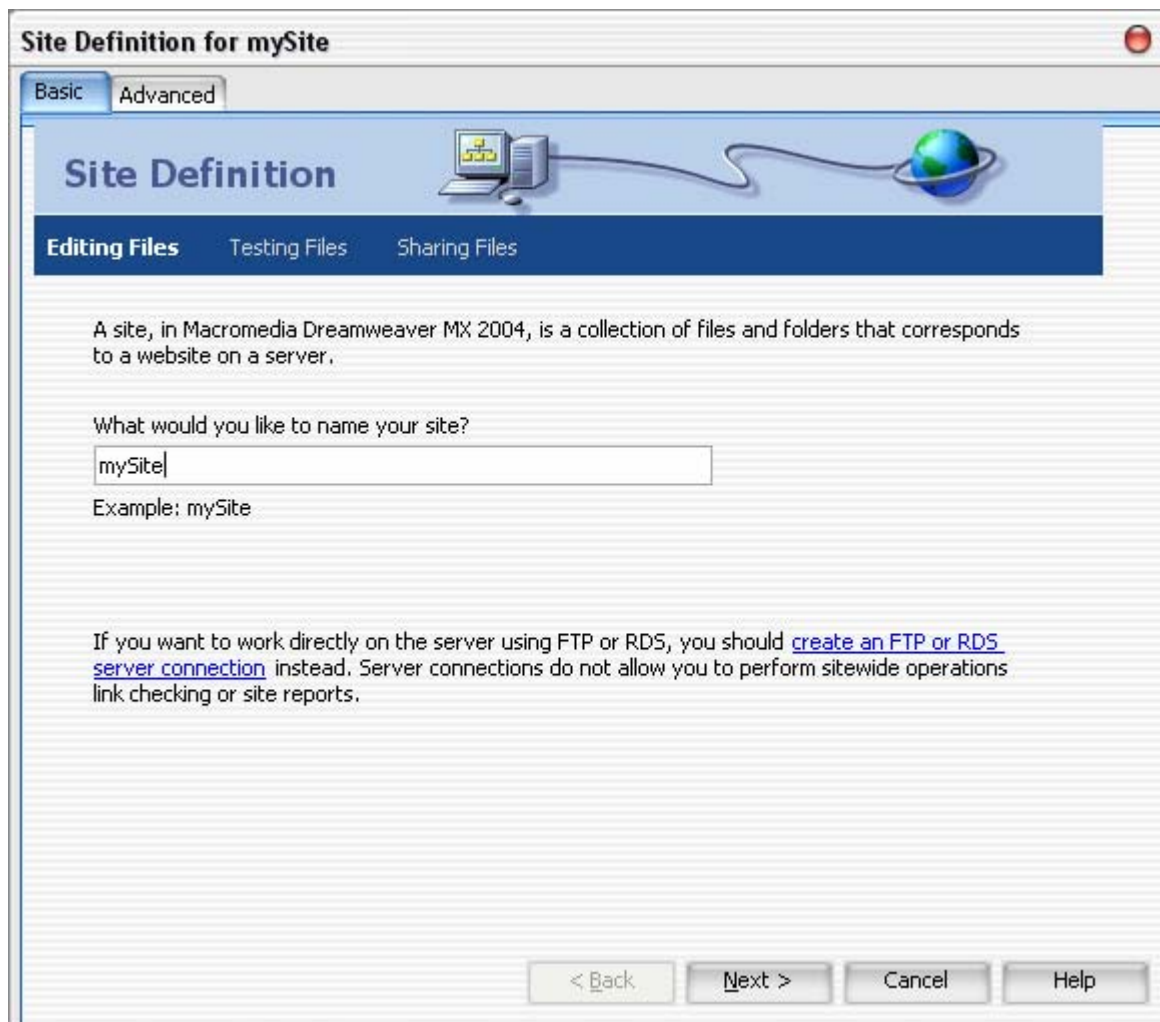 Site Definition for mySite
Basic Advanced
Site Definition
Editing Files Testing Files Sharing Files
A site, in Macromedia Dreamweaver MX 2004, is a collection of files and folders that corresponds
to a website on a server.
What would you like to name your site?
mySite
Example: mySite
If you want to work directly on the server using FTP or RDS, you should create an FTP or RDS
server connection instead. Server connections do not allow you to perform sitewide operations
link checking or site reports.
< Back Next > Cancel Help